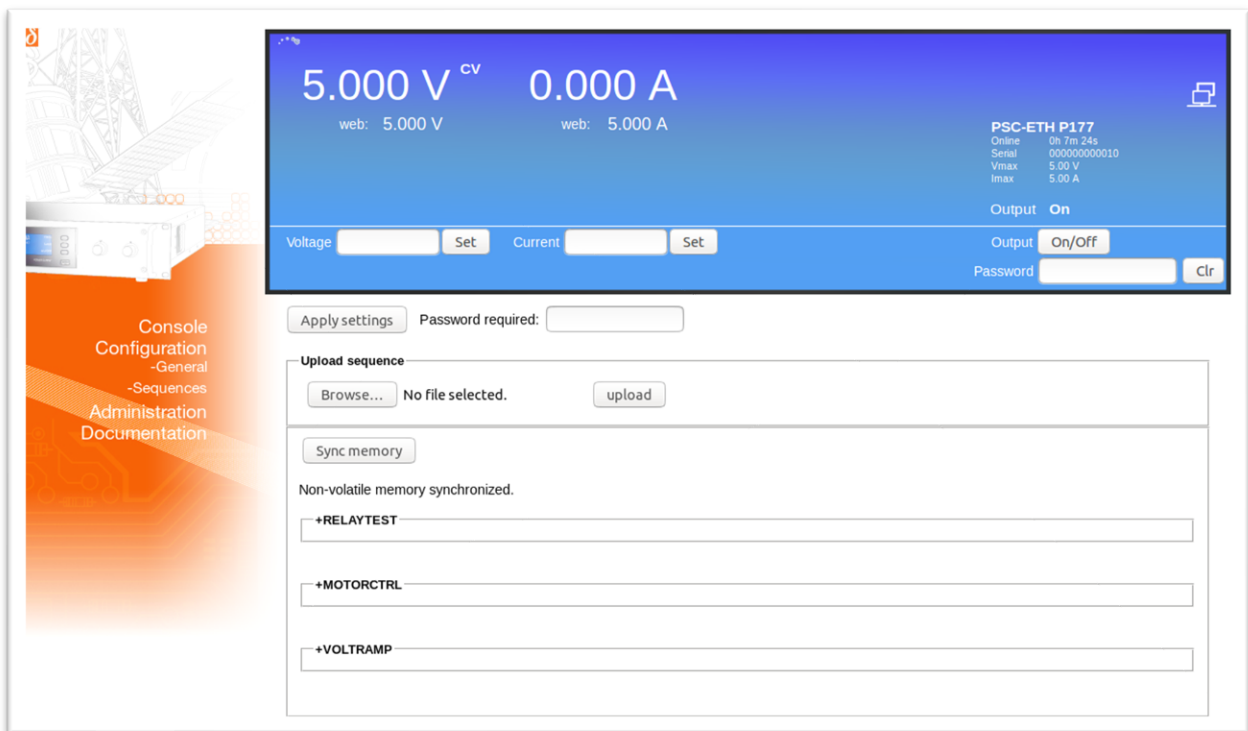 δ
5.000 V CV 0.000 A
web: 5.000 V web: 5.000 A
PSC-ETH P177
Online 0h 7m 24s
Serial 000000000010
Vmax 5.00 V
Imax 5.00 A
Output On
Voltage Set Current Set Output On/Off
Password Clr
Console
Configuration
-General
-Sequences
Administration
Documentation
Apply settings Password required:
Upload sequence
Browse... No file selected. upload
Sync memory
Non-volatile memory synchronized.
+RELAYTEST
+MOTORCTRL
+VOLTRAMP